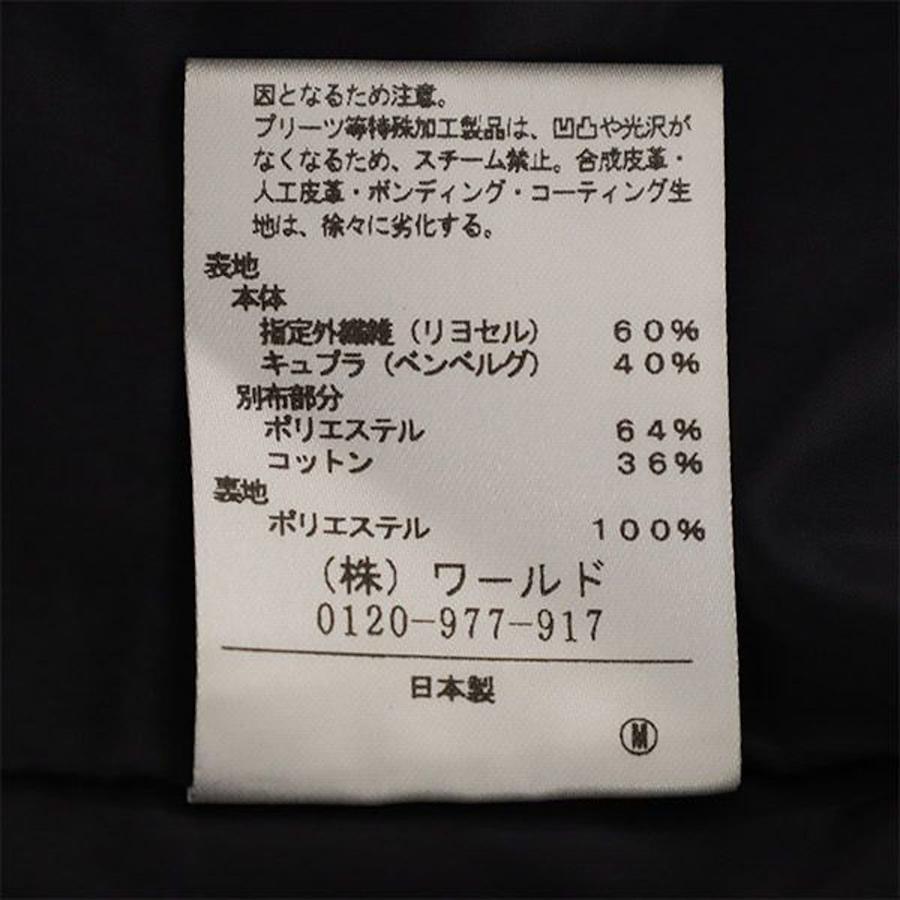 因となるため注意。
プリーツ等特殊加工製品は、凹凸や光沢が
なくなるため、スチーム禁止。合成皮革・
人工皮革・ボンディング・コーティング生
地は、徐々に劣化する。
表地
本体
指定外繊維（リヨセル） 60%
キュプラ（ベンベルグ） 40%
別布部分
ポリエステル 64%
コットン 36%
裏地
ポリエステル 100%
（株）ワールド
0120-977-917
日本製
Ⓜ